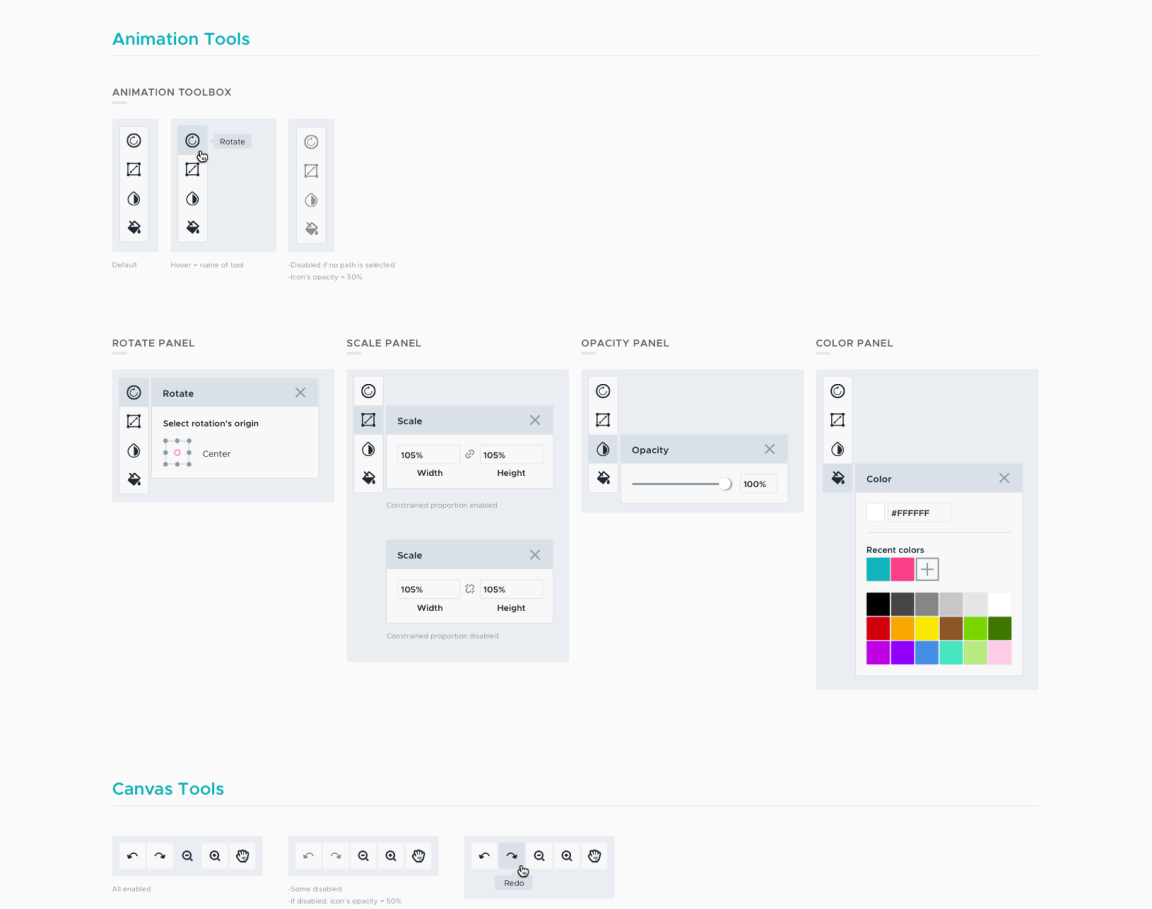 Animation Tools
ANIMATION TOOLBOX
Rotate
Default
Hover = name of tool
-Disabled if no path is selected
-Icon's opacity = 50%
ROTATE PANEL
Rotate
Select rotation's origin
Center
SCALE PANEL
Scale
105% 105%
Width Height
Constrained proportion enabled
Scale
105% 105%
Width Height
Constrained proportion disabled
OPACITY PANEL
Opacity
100%
COLOR PANEL
Color
#FFFFFF
Recent colors
Canvas Tools
All enabled
-Some disabled
-If disabled: icon's opacity = 50%
Redo